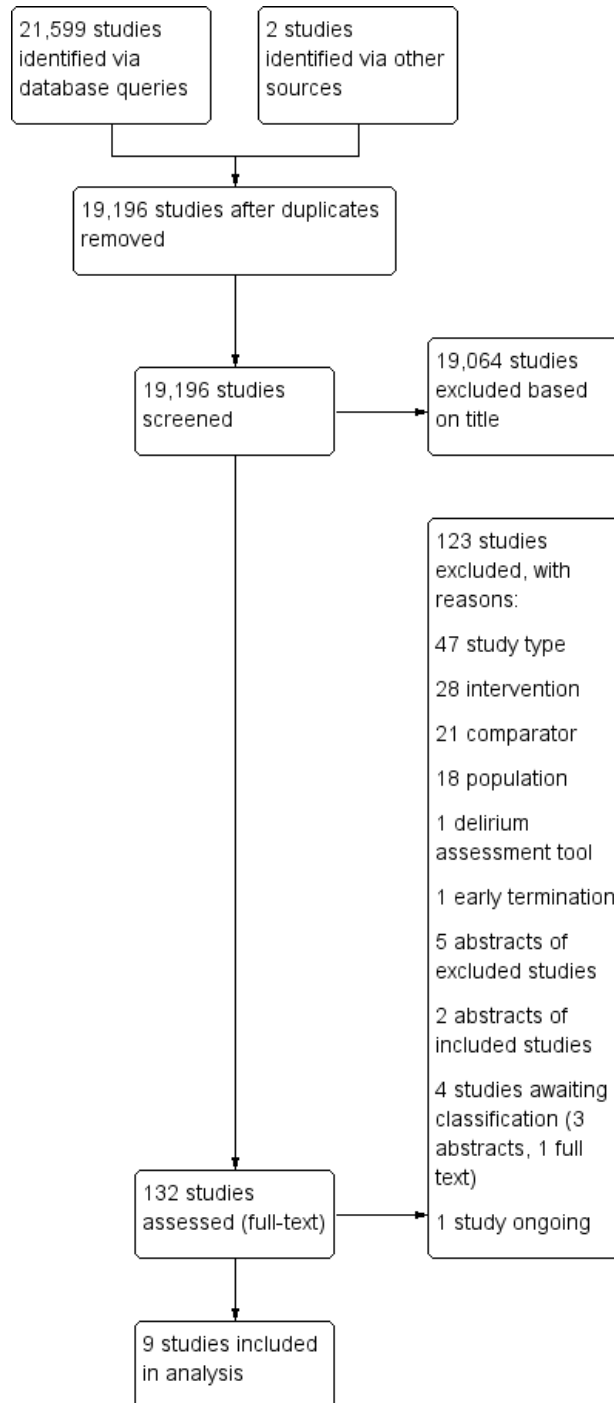 21,599 studies
identified via
database queries
2 studies
identified via other
sources
19,196 studies after duplicates
removed
19,196 studies
screened
19,064 studies
excluded based
on title
123 studies
excluded, with
reasons:
47 study type
28 intervention
21 comparator
18 population
1 delirium
assessment tool
1 early termination
5 abstracts of
excluded studies
2 abstracts of
included studies
4 studies awaiting
classification (3
abstracts, 1 full
text)
1 study ongoing
132 studies
assessed (full-text)
9 studies included
in analysis